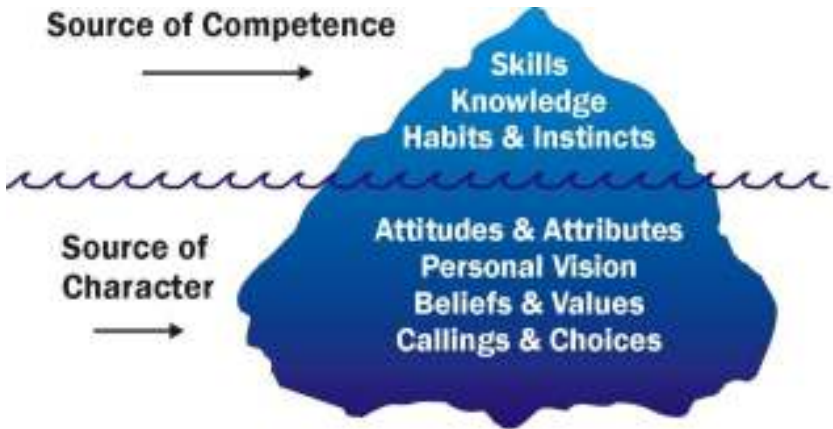 Source of Competence
Skills
Knowledge
Habits & Instincts
Source of
Character
Attitudes & Attributes
Personal Vision
Beliefs & Values
Callings & Choices